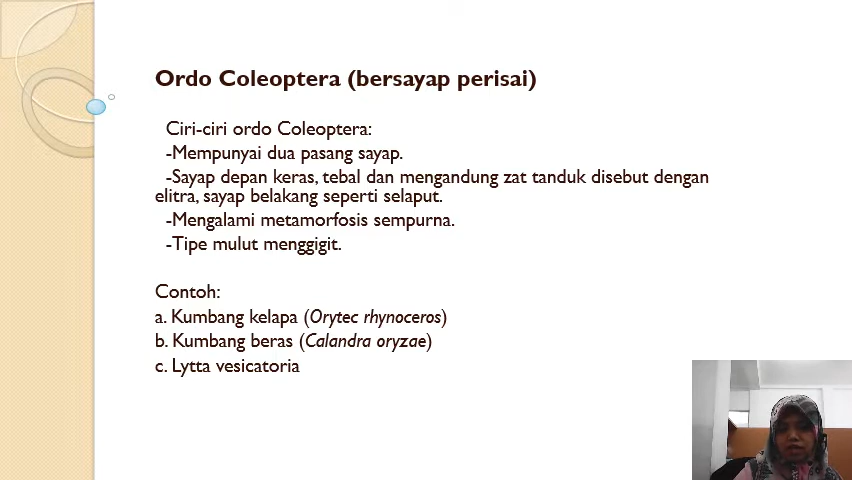 Ordo Coleoptera (bersayap perisai)
Ciri-ciri ordo Coleoptera:
-Mempunyai dua pasang sayap.
-Sayap depan keras, tebal dan mengandung zat tanduk disebut dengan
elitra, sayap belakang seperti selaput.
-Mengalami metamorfosis sempurna.
-Tipe mulut menggigit.
Contoh:
a. Kumbang kelapa (Orytec rhynoceros)
b. Kumbang beras (Calandra oryzae)
c. Lytta vesicatoria